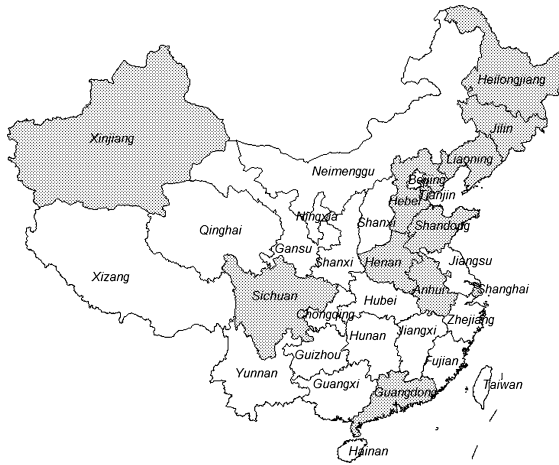 Heilongjiang
Xinjiang
Jilin
Liaoning
Neimenggu
Beijing
Tianjin
Hebei
Ningxia
Shanxi
Shandong
Qinghai
Gansu
Shanxi
Henan
Jiangsu
Xizang
Sichuan
Anhui
Shanghai
Hubei
Chongqing
Zhejiang
Hunan
Jiangxi
Guizhou
Fujian
Yunnan
Guangxi
Guangdong
Taiwan
Hainan